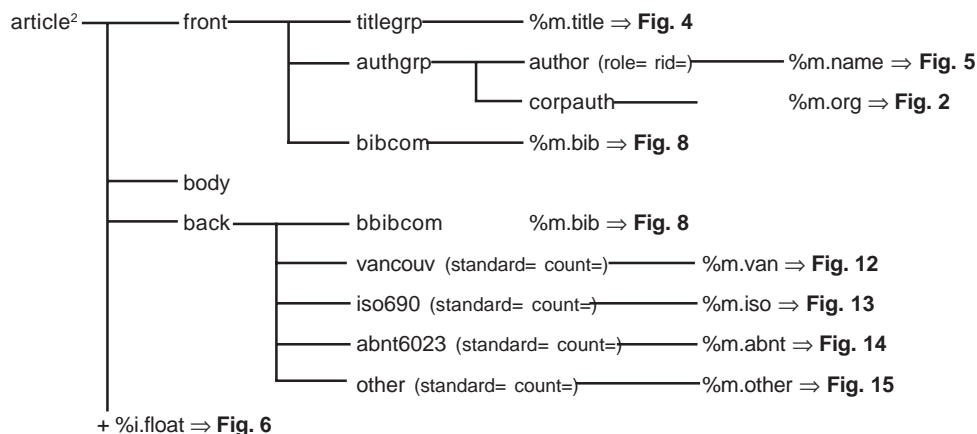 article² front titlegrp %m.title ⇒ Fig. 4
authgrp author (role= rid=) %m.name ⇒ Fig. 5
corpauth %m.org ⇒ Fig. 2
bibcom %m.bib ⇒ Fig. 8
body
back bbibcom %m.bib ⇒ Fig. 8
vancouv (standard= count=) %m.van ⇒ Fig. 12
iso690 (standard= count=) %m.iso ⇒ Fig. 13
abnt6023 (standard= count=) %m.abnt ⇒ Fig. 14
other (standard= count=) %m.other ⇒ Fig. 15
+ %i.float ⇒ Fig. 6